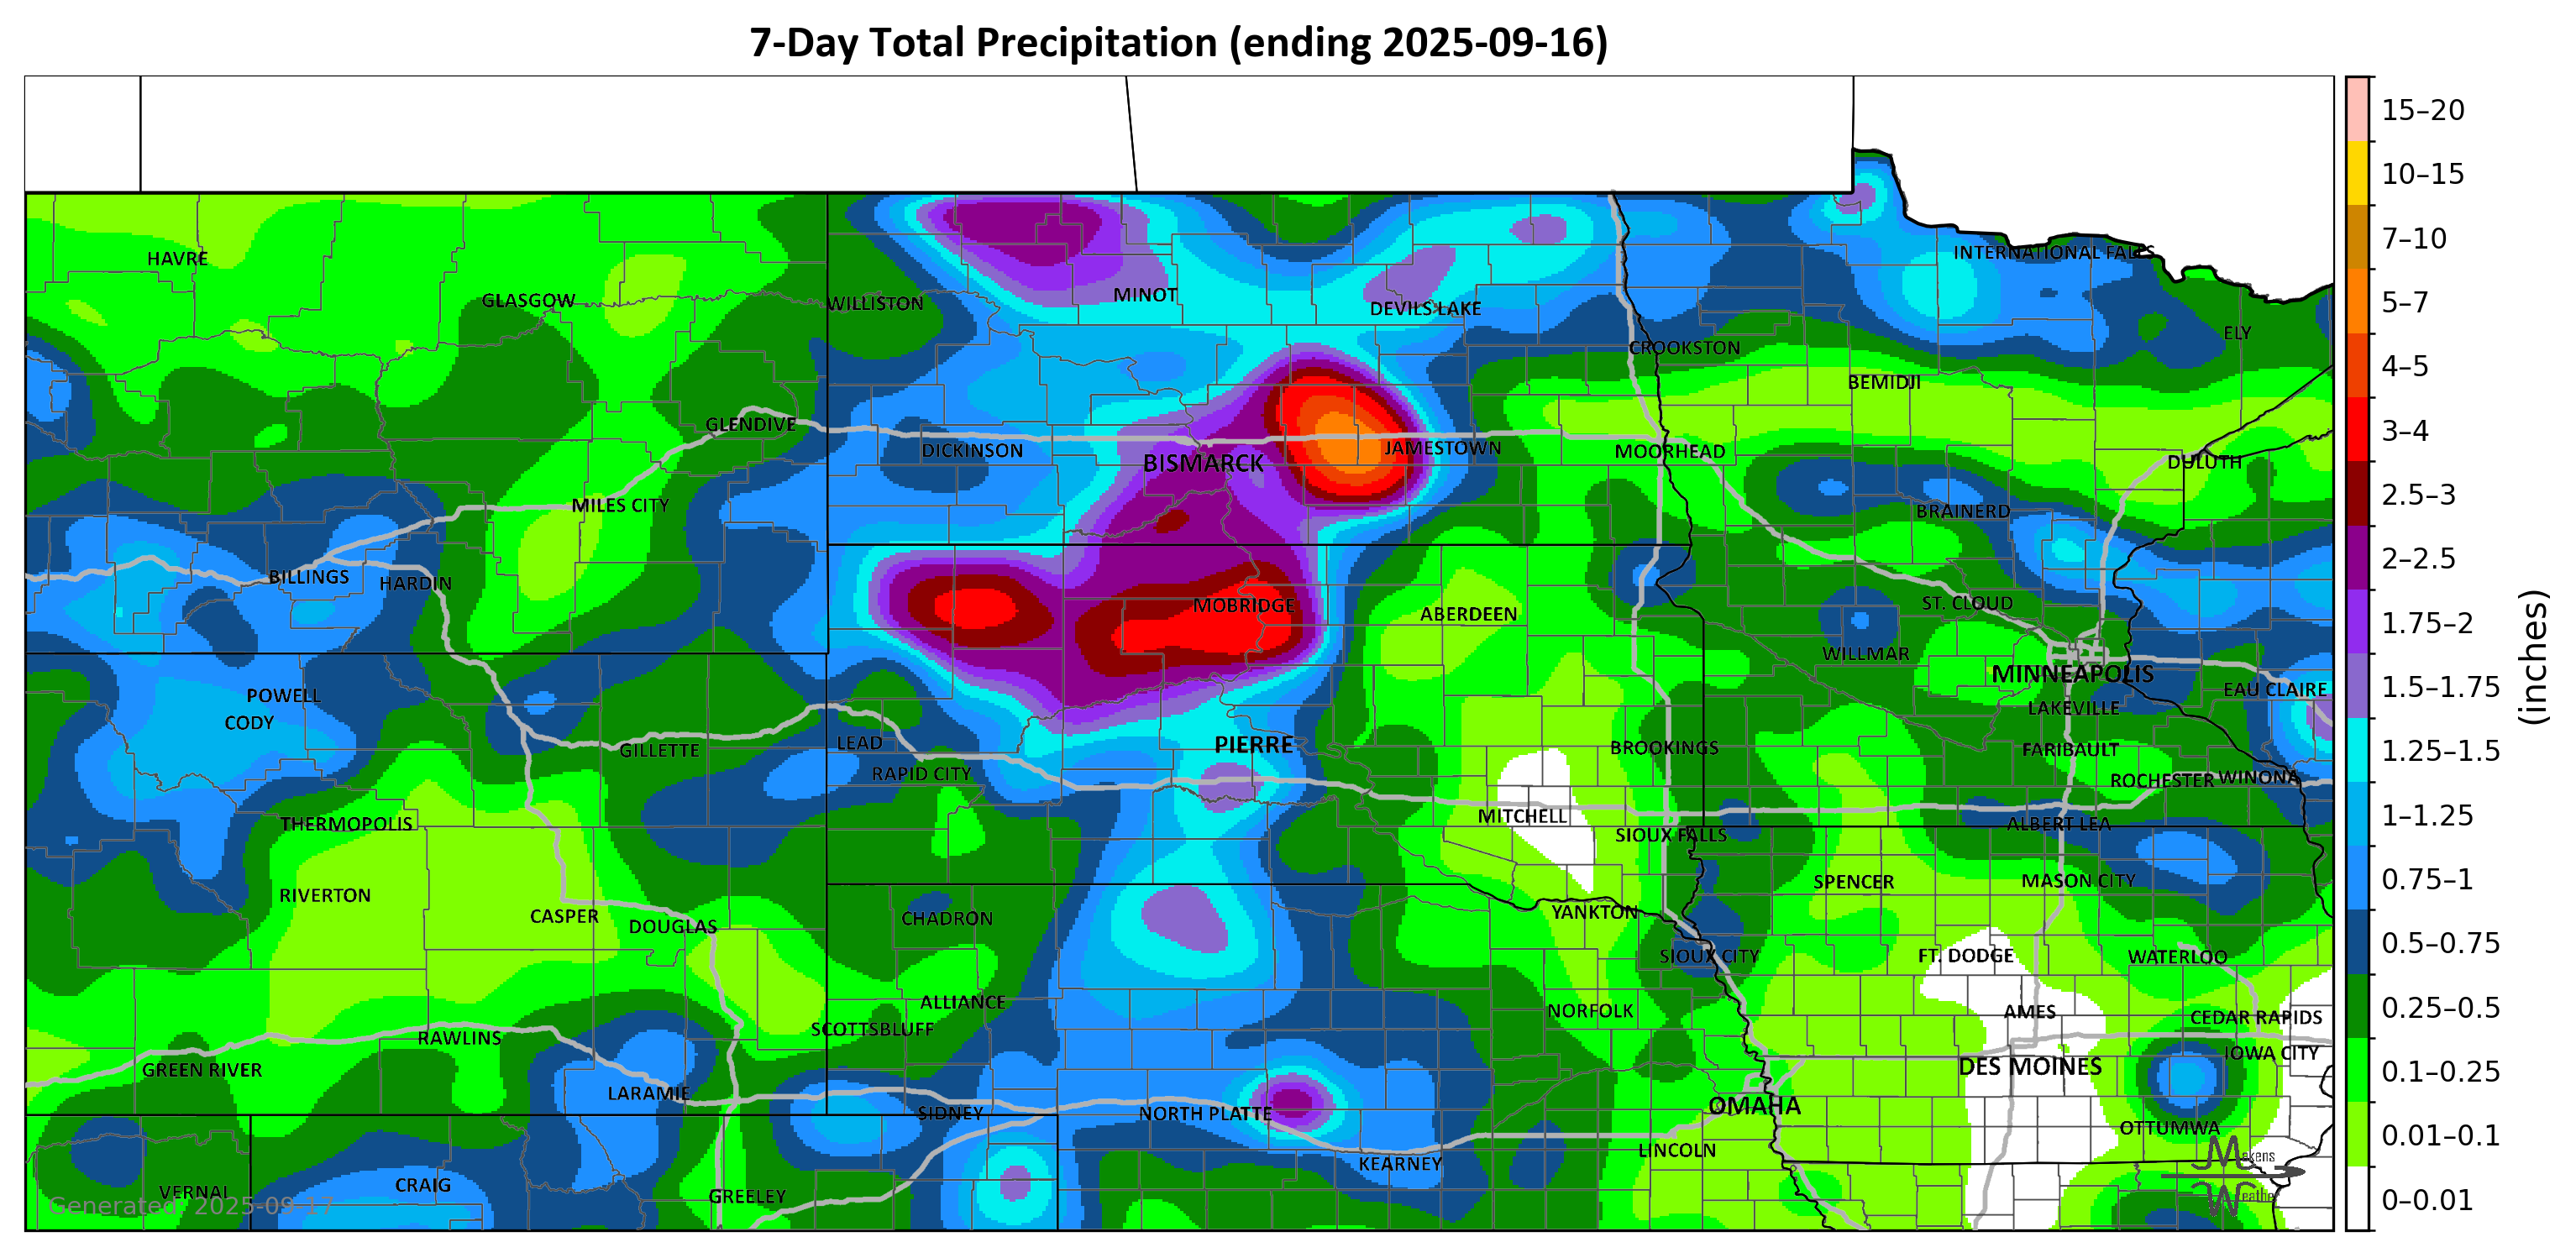 7-Day Total Precipitation (ending 2025-09-16)
HAVRE
GLASGOW
WILLISTON
MINOT
DEVILS LAKE
INTERNATIONAL FALLS
ELY
CROOKSTON
BEMIDJI
GLENDIVE
DICKINSON
BISMARCK
JAMESTOWN
MOORHEAD
DULUTH
MILES CITY
BRAINERD
BILLINGS
HARDIN
MOBRIDGE
ABERDEEN
ST. CLOUD
WILLMAR
MINNEAPOLIS
EAU CLAIRE
POWELL
CODY
LAKEVILLE
GILLETTE
LEAD
PIERRE
BROOKINGS
FARIBAULT
RAPID CITY
ROCHESTER
WINONA
THERMOPOLIS
MITCHELL
SIOUX FALLS
ALBERT LEA
RIVERTON
CASPER
DOUGLAS
CHADRON
YANKTON
SPENCER
MASON CITY
SIOUX CITY
FT. DODGE
WATERLOO
ALLIANCE
SCOTTSBLUFF
NORFOLK
AMES
CEDAR RAPIDS
RAWLINS
GREEN RIVER
IOWA CITY
DES MOINES
LARAMIE
SIDNEY
NORTH PLATTE
OMAHA
OTTUMWA
KEARNEY
LINCOLN
VERNAL
CRAIG
GREELEY
Generated: 2025-09-17
Makens
Weather
15–20
10–15
7–10
5–7
4–5
3–4
2.5–3
2–2.5
1.75–2
1.5–1.75
1.25–1.5
1–1.25
0.75–1
0.5–0.75
0.25–0.5
0.1–0.25
0.01–0.1
0–0.01
(inches)